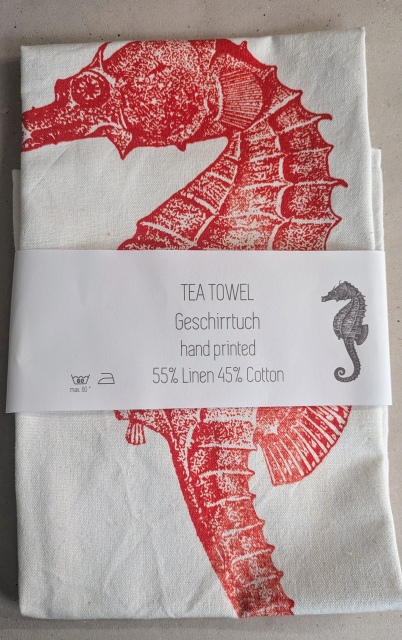 TEA TOWEL
Geschirrtuch
hand printed
55% Linen 45% Cotton
60
max. 60°